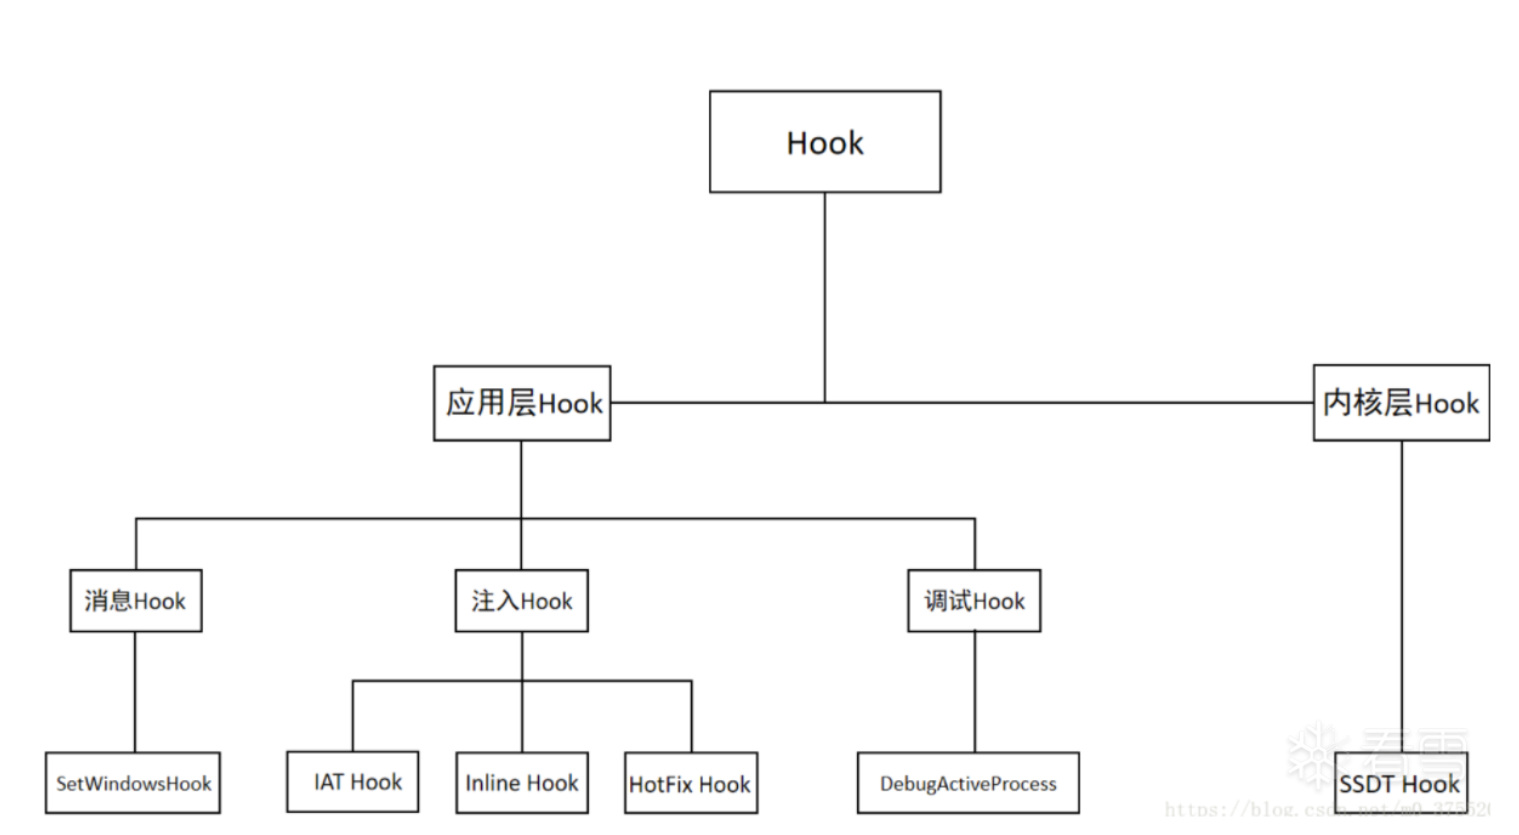 Hook
应用层Hook
内核层Hook
消息Hook
注入Hook
调试Hook
SetWindowsHook
IAT Hook
Inline Hook
HotFix Hook
DebugActiveProcess
SSDT Hook
看雪
https://blog.csdn.net/m0_375520